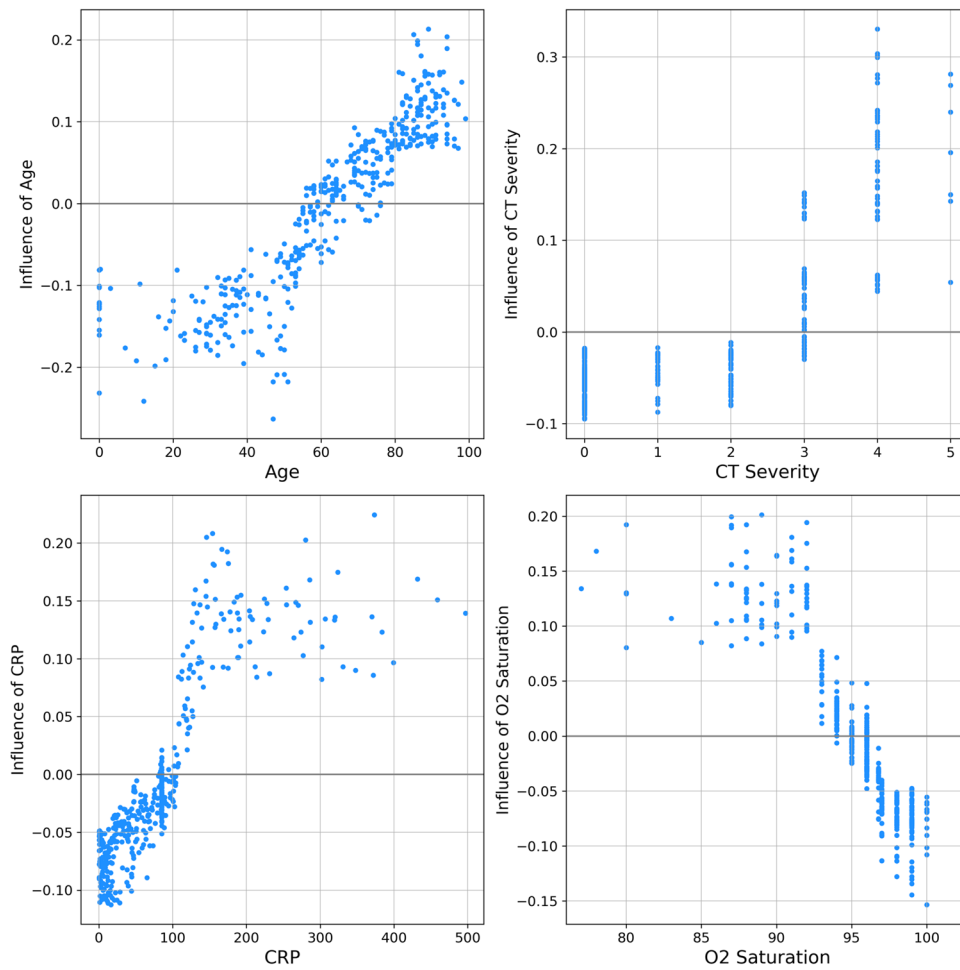 Influence of Age
0.2
0.1
0.0
−0.1
−0.2
0 20 40 60 80 100
Age
Influence of CT Severity
0.3
0.2
0.1
0.0
−0.1
0 1 2 3 4 5
CT Severity
Influence of CRP
0.20
0.15
0.10
0.05
0.00
−0.05
−0.10
0 100 200 300 400 500
CRP
Influence of O2 Saturation
0.20
0.15
0.10
0.05
0.00
−0.05
−0.10
−0.15
80 85 90 95 100
O2 Saturation